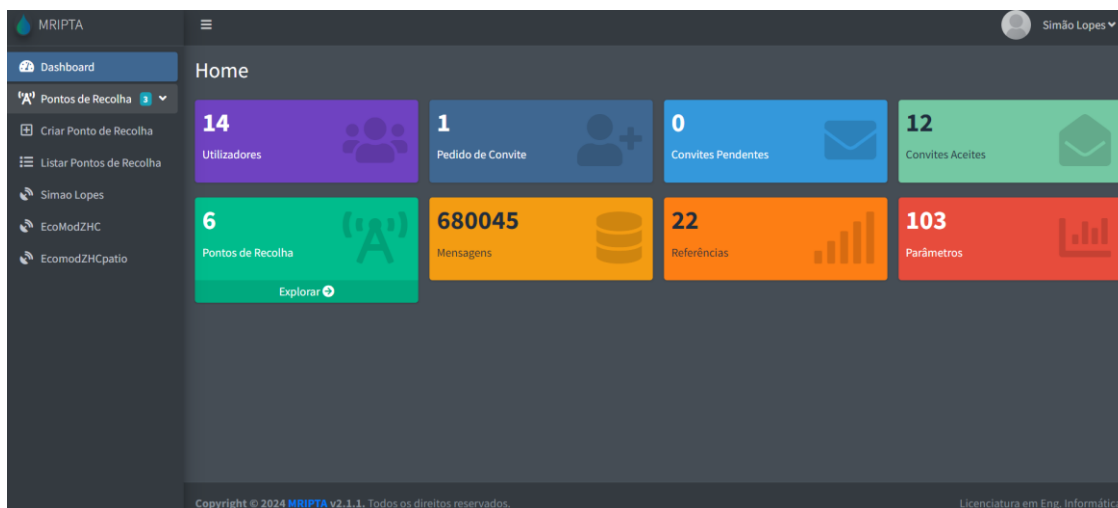 MRIPTA
Simão Lopes
Dashboard
Pontos de Recolha 3
Criar Ponto de Recolha
Listar Pontos de Recolha
Simao Lopes
EcoModZHC
EcomodZHCpatio
Home
14
Utilizadores
1
Pedido de Convite
0
Convites Pendentes
12
Convites Aceites
6
Pontos de Recolha
Explorar
680045
Mensagens
22
Referências
103
Parâmetros
Copyright © 2024 MRIPTA v2.1.1. Todos os direitos reservados.
Licenciatura em Eng. Informática